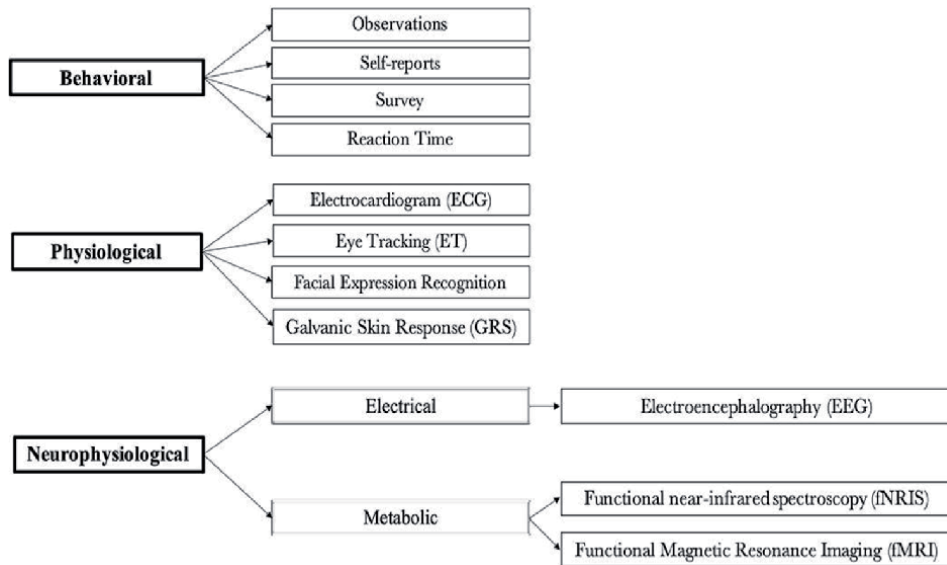 Behavioral
Observations
Self-reports
Survey
Reaction Time
Physiological
Electrocardiogram (ECG)
Eye Tracking (ET)
Facial Expression Recognition
Galvanic Skin Response (GRS)
Neurophysiological
Electrical
Electroencephalography (EEG)
Metabolic
Functional near-infrared spectroscopy (fNRIS)
Functional Magnetic Resonance Imaging (fMRI)